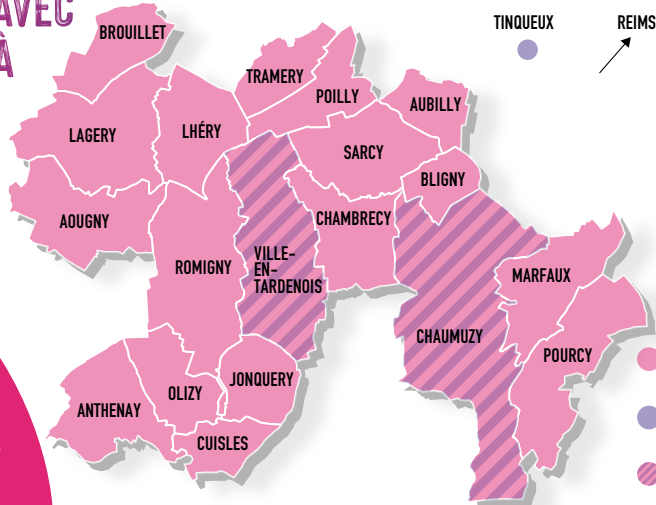 AVEC
À
BROUILLET
TINQUEUX
REIMS
TRAMERY
POILLY
AUBILLY
LAGERY
LHÉRY
SARCY
BLIGNY
AOUGNY
CHAMBRECY
ROMIGNY
VILLE-
EN-
TARDENOIS
MARFAUX
CHAUMUZY
POURCY
JONQUERY
OLIZY
ANTHENAY
CUISLES